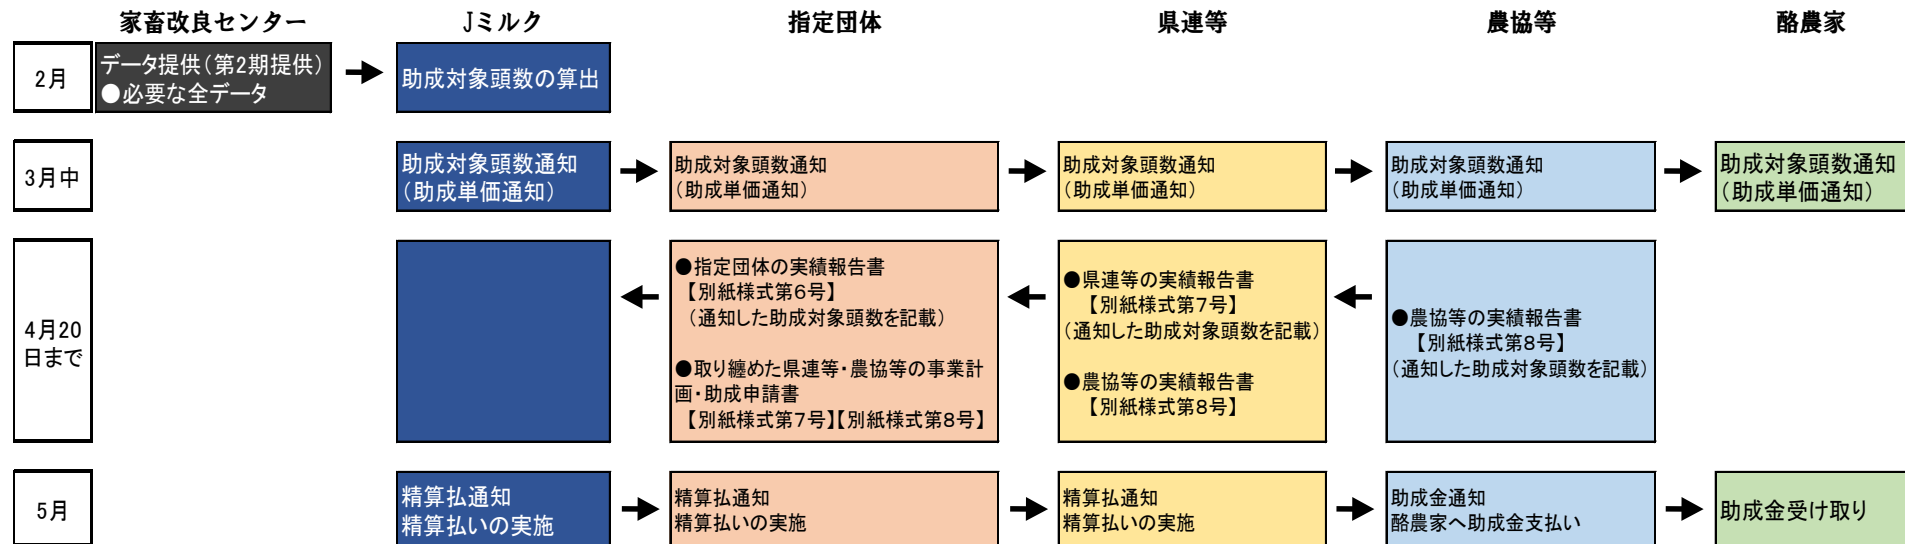 家畜改良センター
Jミルク
指定団体
県連等
農協等
酪農家
2月
データ提供(第2期提供)
●必要な全データ
助成対象頭数の算出
3月中
助成対象頭数通知
(助成単価通知)
助成対象頭数通知
(助成単価通知)
助成対象頭数通知
(助成単価通知)
助成対象頭数通知
(助成単価通知)
助成対象頭数通知
(助成単価通知)
4月20
日まで
●指定団体の実績報告書
【別紙様式第6号】
(通知した助成対象頭数を記載)
●取り纏めた県連等・農協等の事業計
画・助成申請書
【別紙様式第7号】【別紙様式第8号】
●県連等の実績報告書
【別紙様式第7号】
(通知した助成対象頭数を記載)
●農協等の実績報告書
【別紙様式第8号】
●農協等の実績報告書
【別紙様式第8号】
(通知した助成対象頭数を記載)
5月
精算払通知
精算払いの実施
精算払通知
精算払いの実施
精算払通知
精算払いの実施
助成金通知
酪農家へ助成金支払い
助成金受け取り